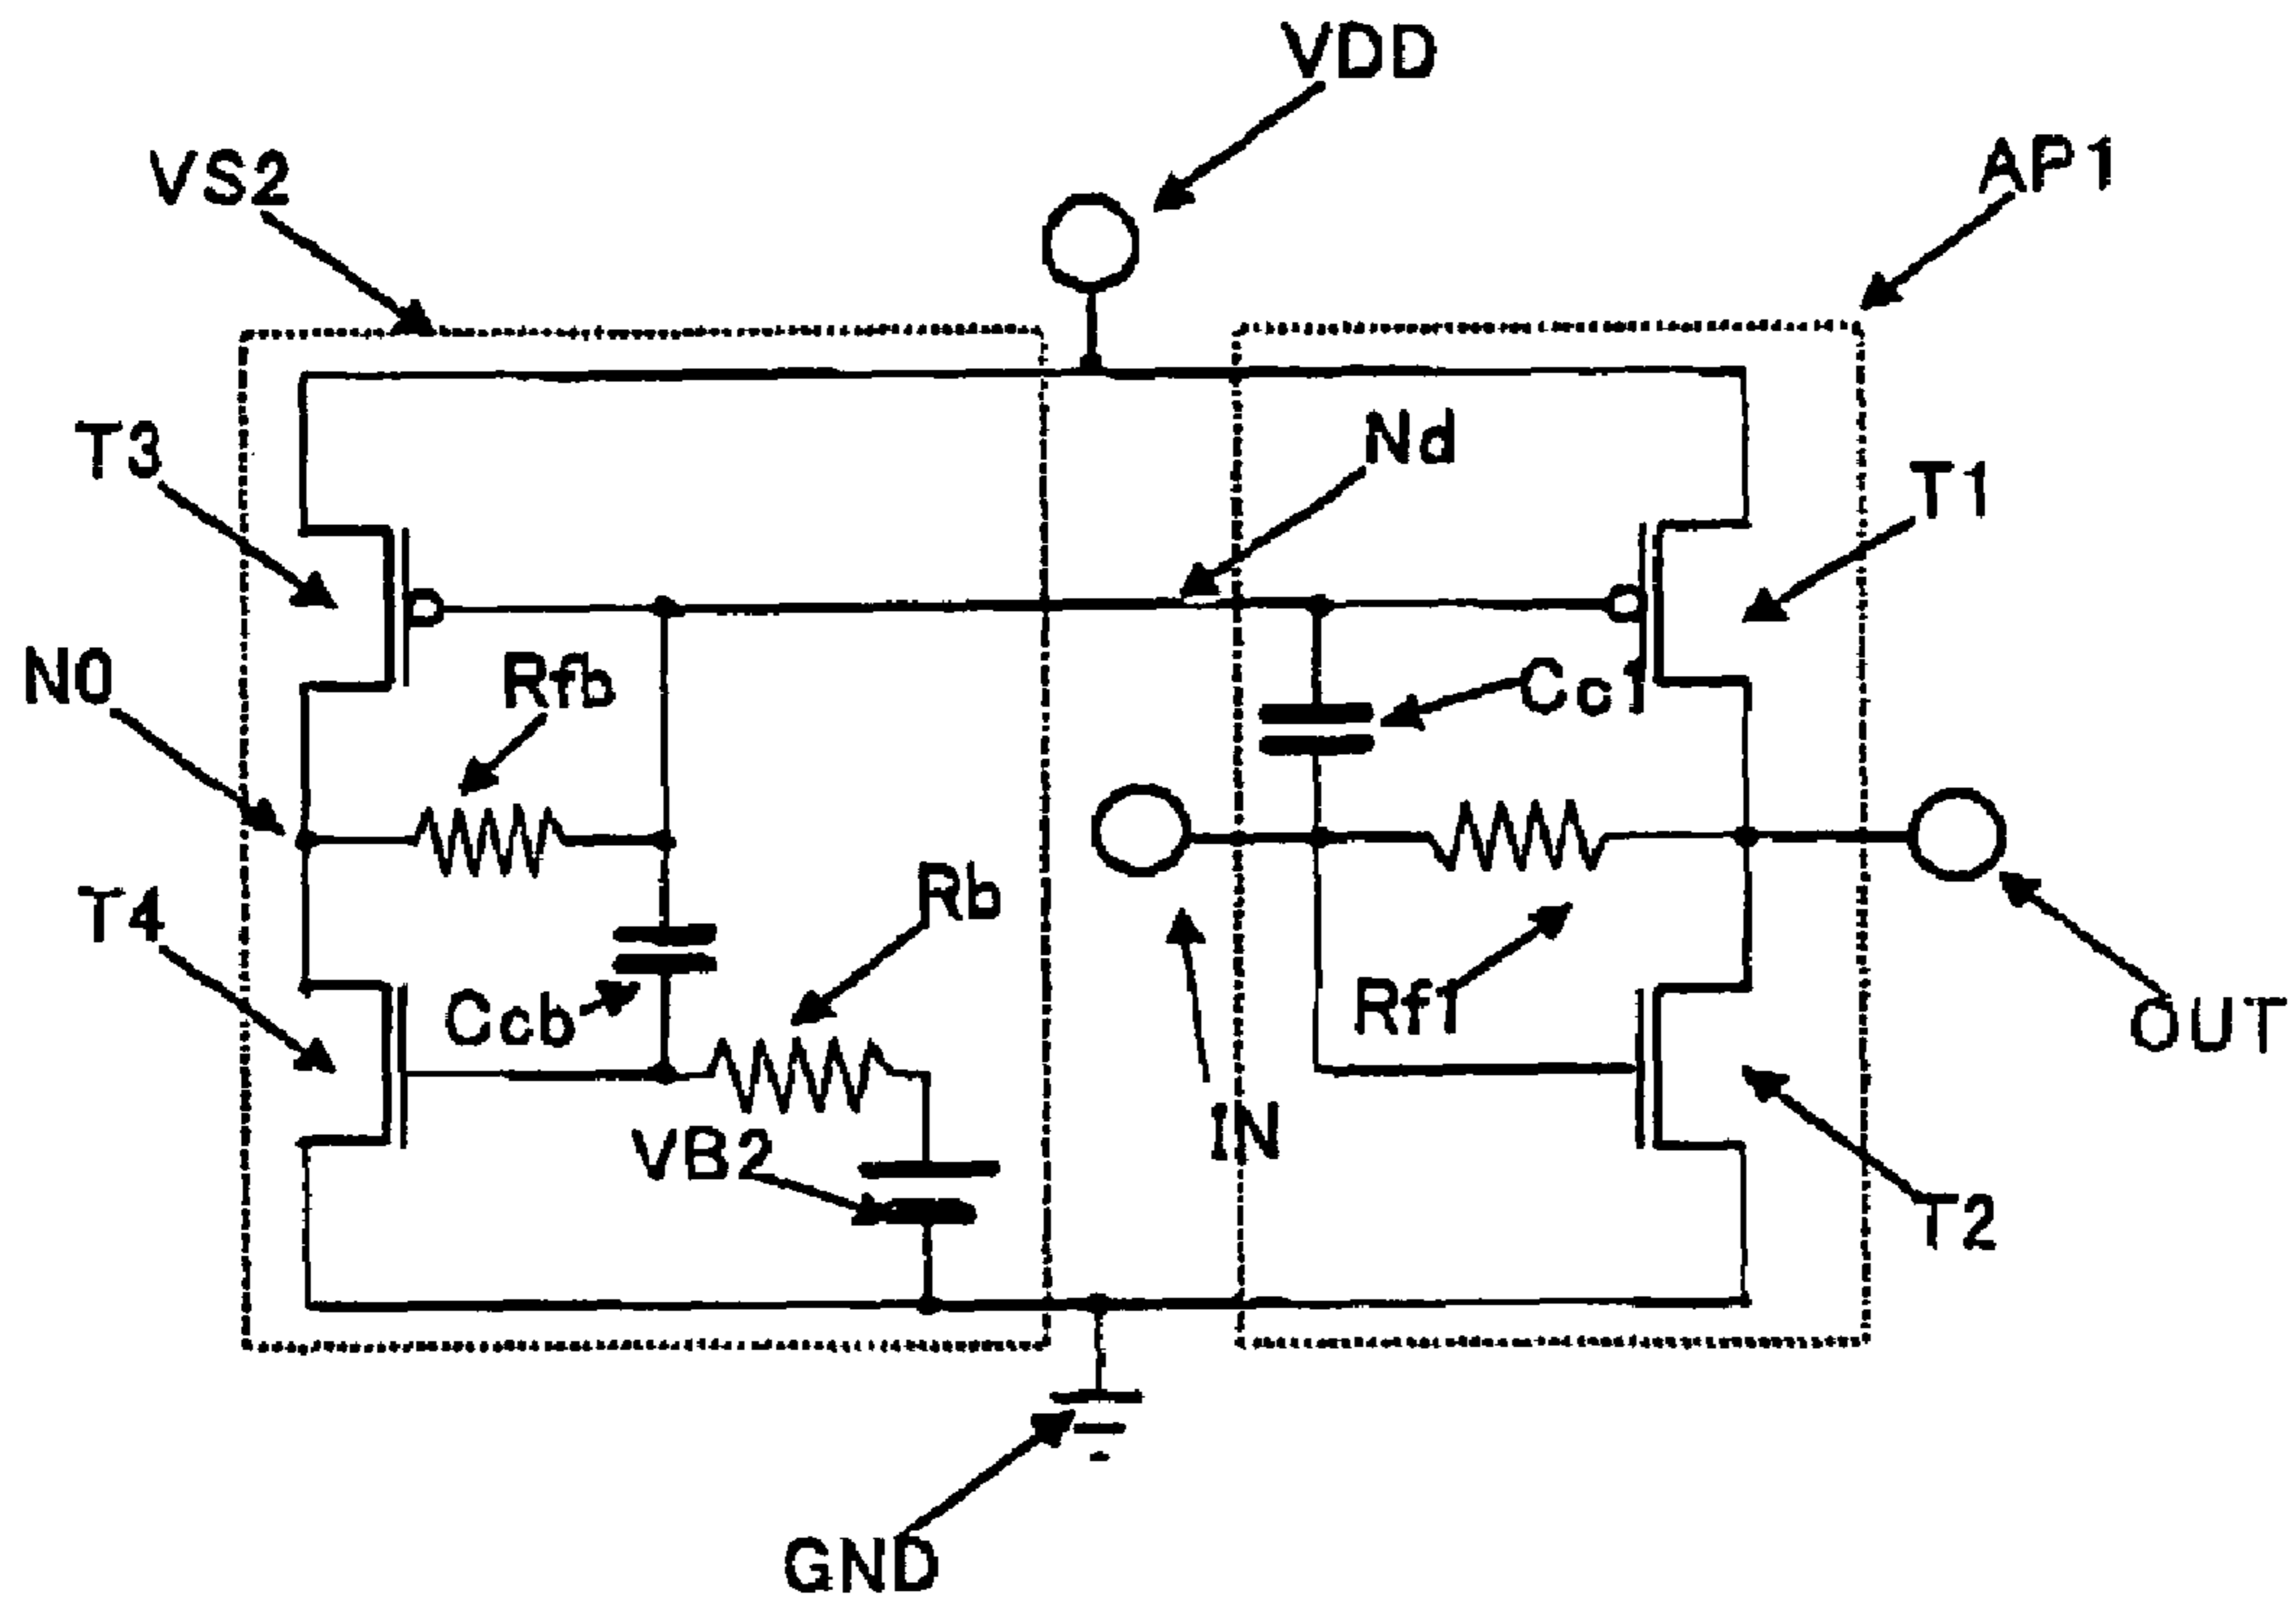 VDD
VS2
AP1
Nd
T3
T1
N0
Rfb
Cc1
Rb
T4
Ccb
Rf1
OUT
VB2
IN
T2
GND